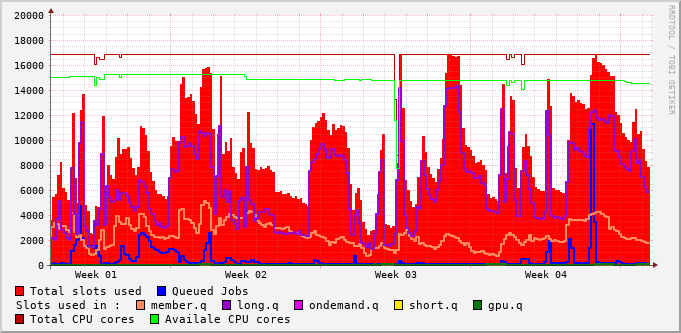 20000
18000
16000
14000
12000
10000
8000
6000
4000
2000
0
Week 01 Week 02 Week 03 Week 04
RRDTOOL / TOBI OETIKER
Total slots used Queued Jobs
Slots used in : member.q long.q ondemand.q short.q gpu.q
Total CPU cores Availale CPU cores